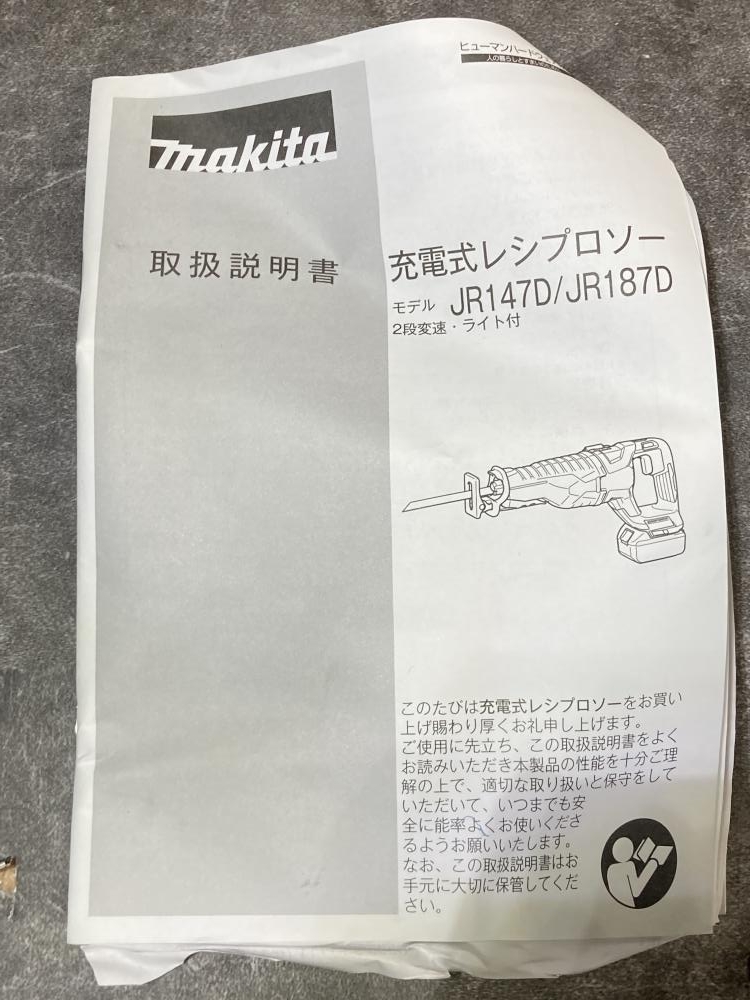 ヒューマンハードウ
makita
取扱説明書
充電式レシプロソー
モデル JR147D/JR187D
2段変速・ライト付
このたびは充電式レシプロソーをお買い
上げ賜わり厚くお礼申し上げます。
ご使用に先立ち、この取扱説明書をよく
お読みいただき本製品の性能を十分ご理
解の上で、適切な取り扱いと保守をして
いただいて、いつまでも安
全に能率よくお使いくださ
るようお願いいたします。
なお、この取扱説明書はお
手元に大切に保管してくだ
さい。